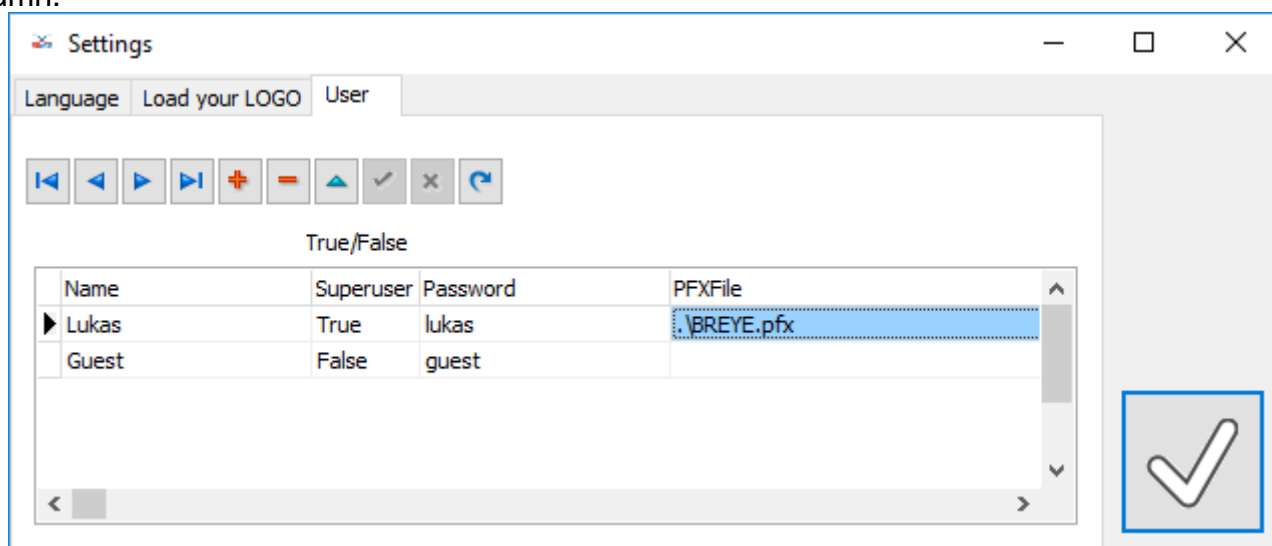 Settings
Language Load your LOGO User
True/False
Name Superuser Password PFXFile
Lukas True lukas .\BREYE.pfx
Guest False guest